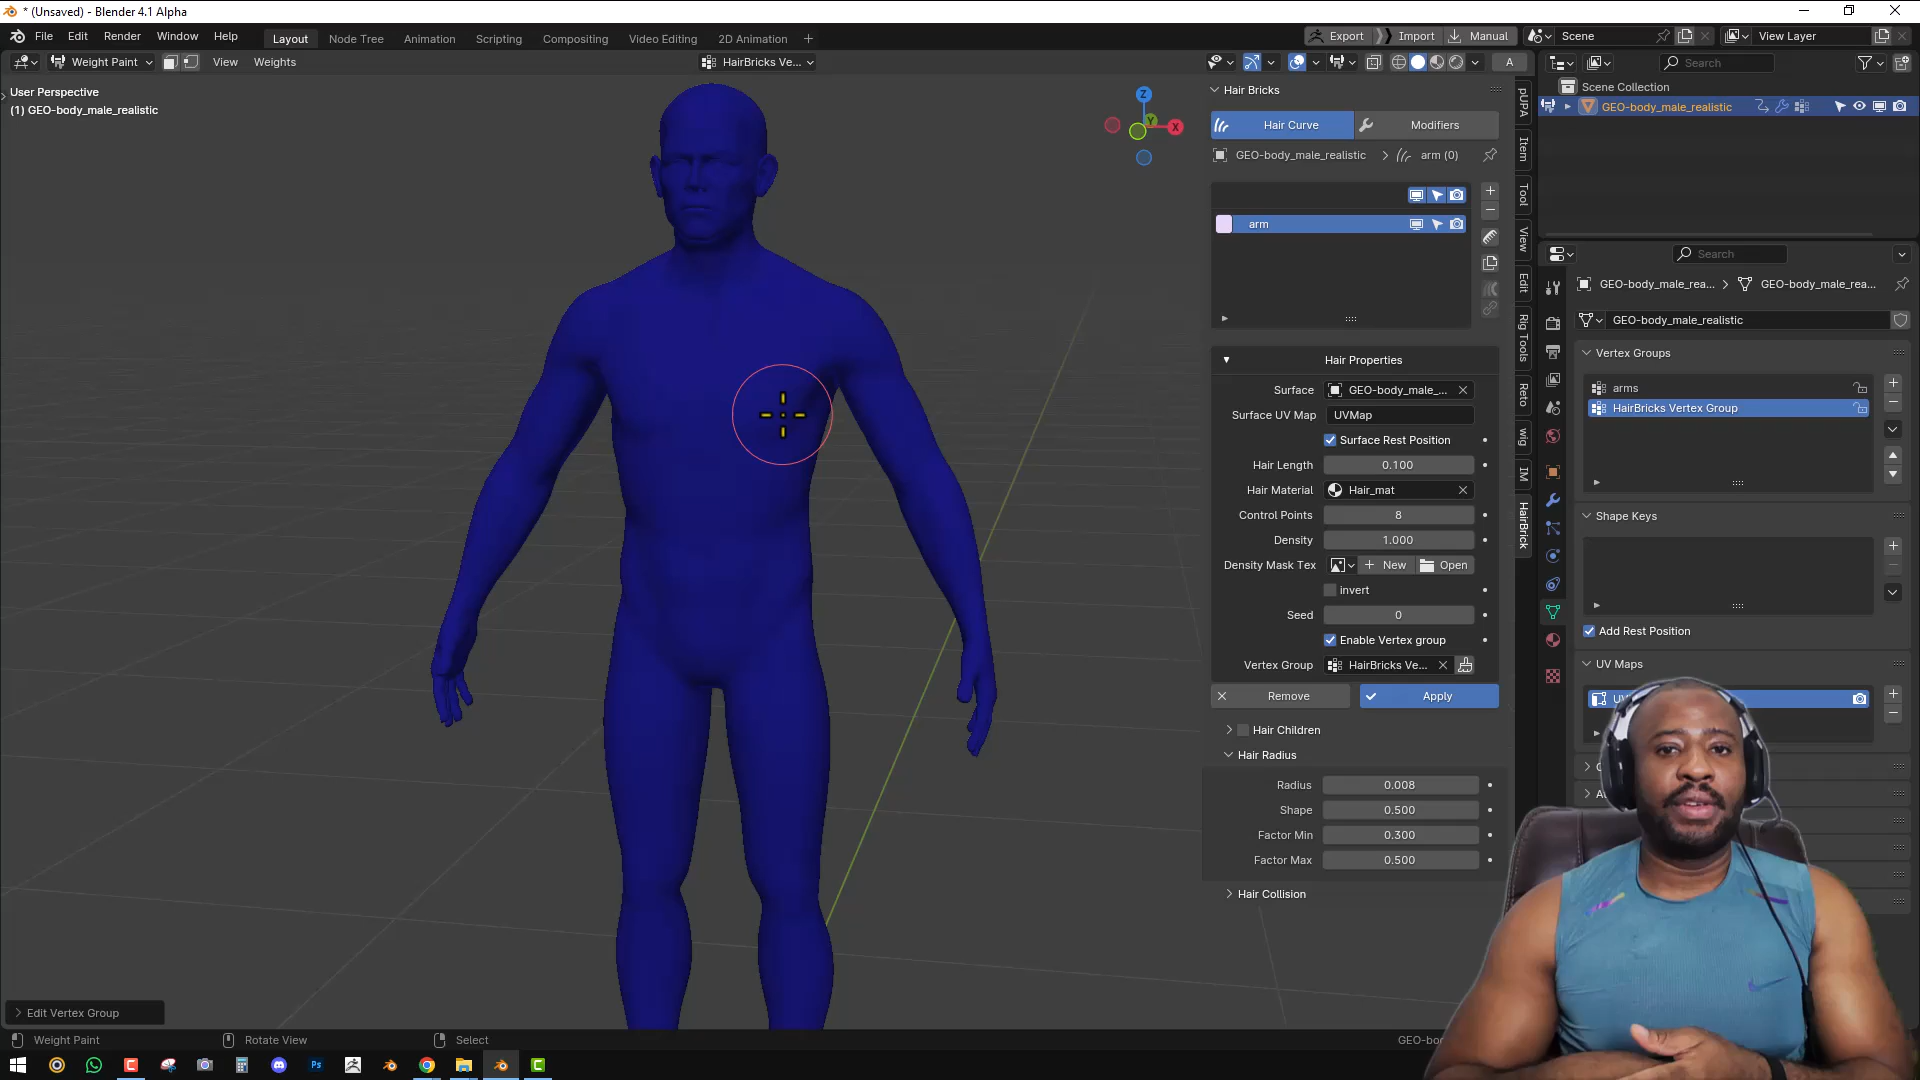 * (Unsaved) - Blender 4.1 Alpha
File Edit Render Window Help
Layout Node Tree Animation Scripting Compositing Video Editing 2D Animation +
Export Import Manual Scene View Layer
Weight Paint View Weights HairBricks Ve... A
User Perspective
(1) GEO-body_male_realistic
Z
Y
X
Hair Bricks
Hair Curve Modifiers
GEO-body_male_realistic > arm (0)
arm
Hair Properties
Surface GEO-body_male_...
Surface UV Map UVMap
Surface Rest Position
Hair Length 0.100
Hair Material Hair_mat
Control Points 8
Density 1.000
Density Mask Tex + New Open
invert
Seed 0
Enable Vertex group
Vertex Group HairBricks Ve...
Remove Apply
Hair Children
Hair Radius
Radius 0.008
Shape 0.500
Factor Min 0.300
Factor Max 0.500
Hair Collision
pUPA
Item
Tool
View
Edit
Rig Tools
Reto
wig
IM
HairBrick
Search
Scene Collection
GEO-body_male_realistic
Search
GEO-body_male_rea... > GEO-body_male_rea...
GEO-body_male_realistic
Vertex Groups
arms
HairBricks Vertex Group
Shape Keys
Add Rest Position
UV Maps
Edit Vertex Group
Weight Paint Rotate View Select
Ps